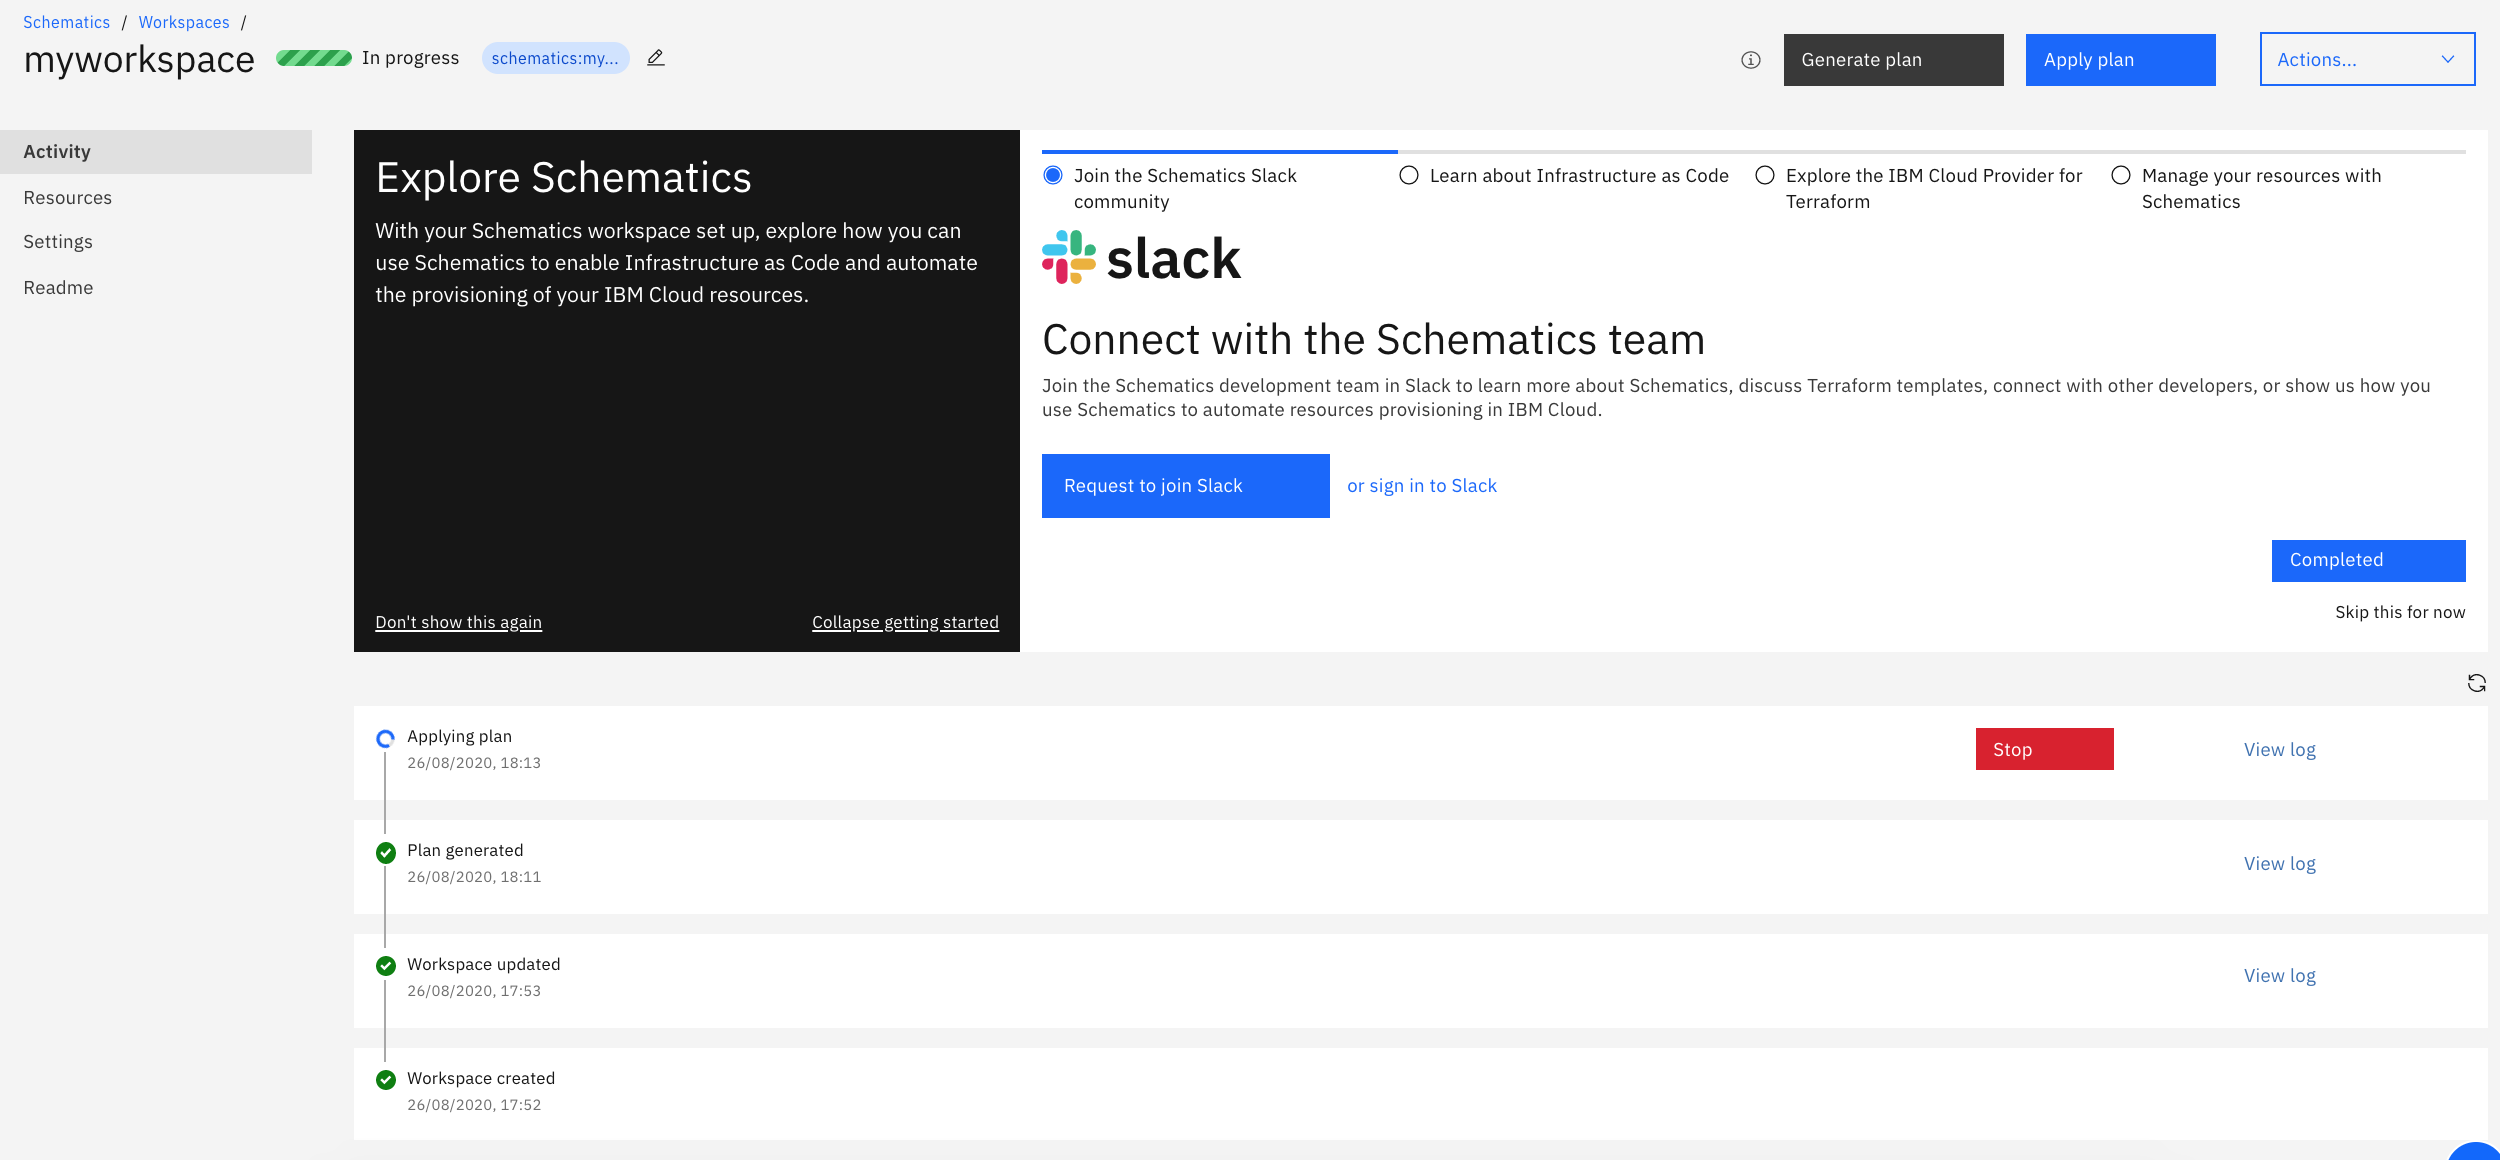 Schematics / Workspaces /
myworkspace In progress schematics:my...
Generate plan Apply plan Actions...
Activity
Resources
Settings
Readme
Explore Schematics
With your Schematics workspace set up, explore how you can
use Schematics to enable Infrastructure as Code and automate
the provisioning of your IBM Cloud resources.
Don't show this again Collapse getting started
Join the Schematics Slack
community
Learn about Infrastructure as Code
Explore the IBM Cloud Provider for
Terraform
Manage your resources with
Schematics
slack
Connect with the Schematics team
Join the Schematics development team in Slack to learn more about Schematics, discuss Terraform templates, connect with other developers, or show us how you
use Schematics to automate resources provisioning in IBM Cloud.
Request to join Slack or sign in to Slack
Completed
Skip this for now
Applying plan
26/08/2020, 18:13
Stop View log
Plan generated
26/08/2020, 18:11
View log
Workspace updated
26/08/2020, 17:53
View log
Workspace created
26/08/2020, 17:52